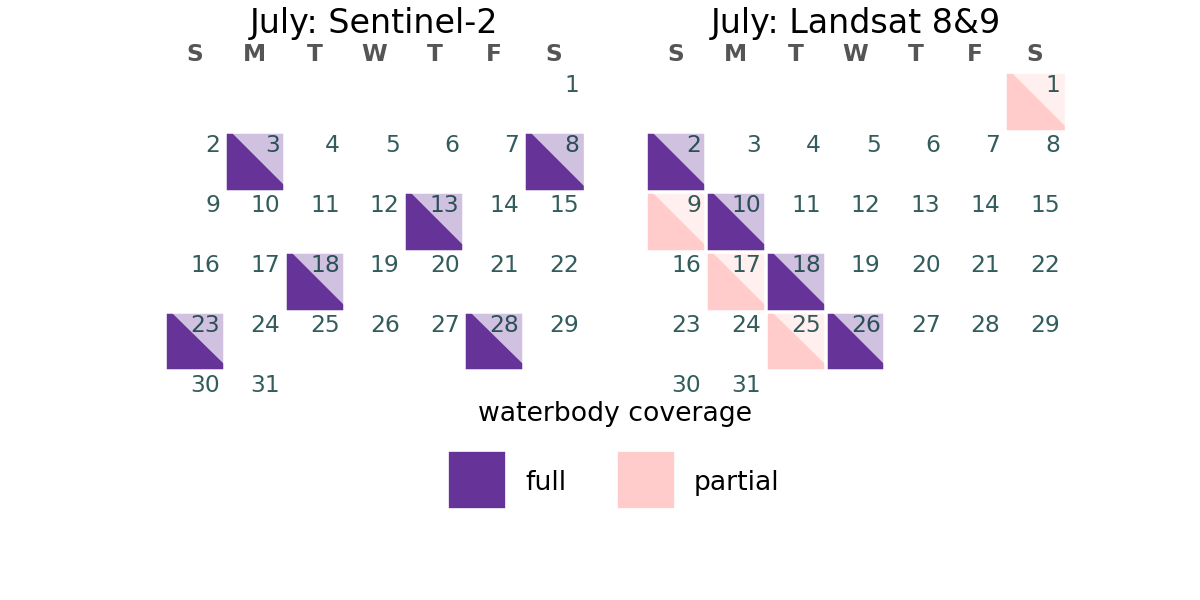 July: Sentinel-2
S M T W T F S
1
2 3 4 5 6 7 8
9 10 11 12 13 14 15
16 17 18 19 20 21 22
23 24 25 26 27 28 29
30 31
July: Landsat 8&9
S M T W T F S
1
2 3 4 5 6 7 8
9 10 11 12 13 14 15
16 17 18 19 20 21 22
23 24 25 26 27 28 29
30 31
waterbody coverage
full
partial